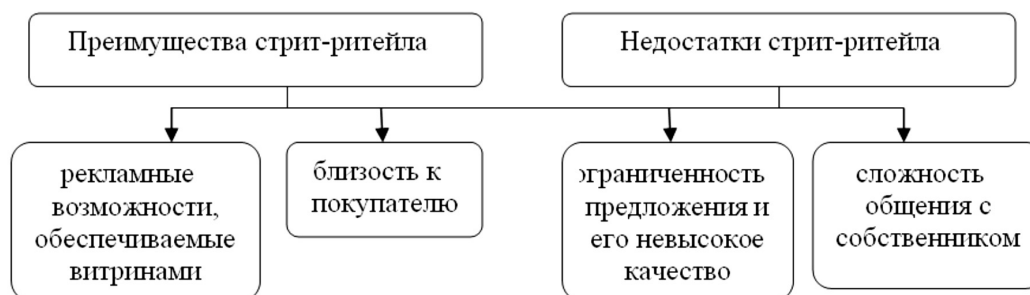 Преимущества стрит-ритейла
Недостатки стрит-ритейла
рекламные
возможности,
обеспечиваемые
витринами
близость к
покупателю
ограниченность
предложения и
его невысокое
качество
сложность
общения с
собственником